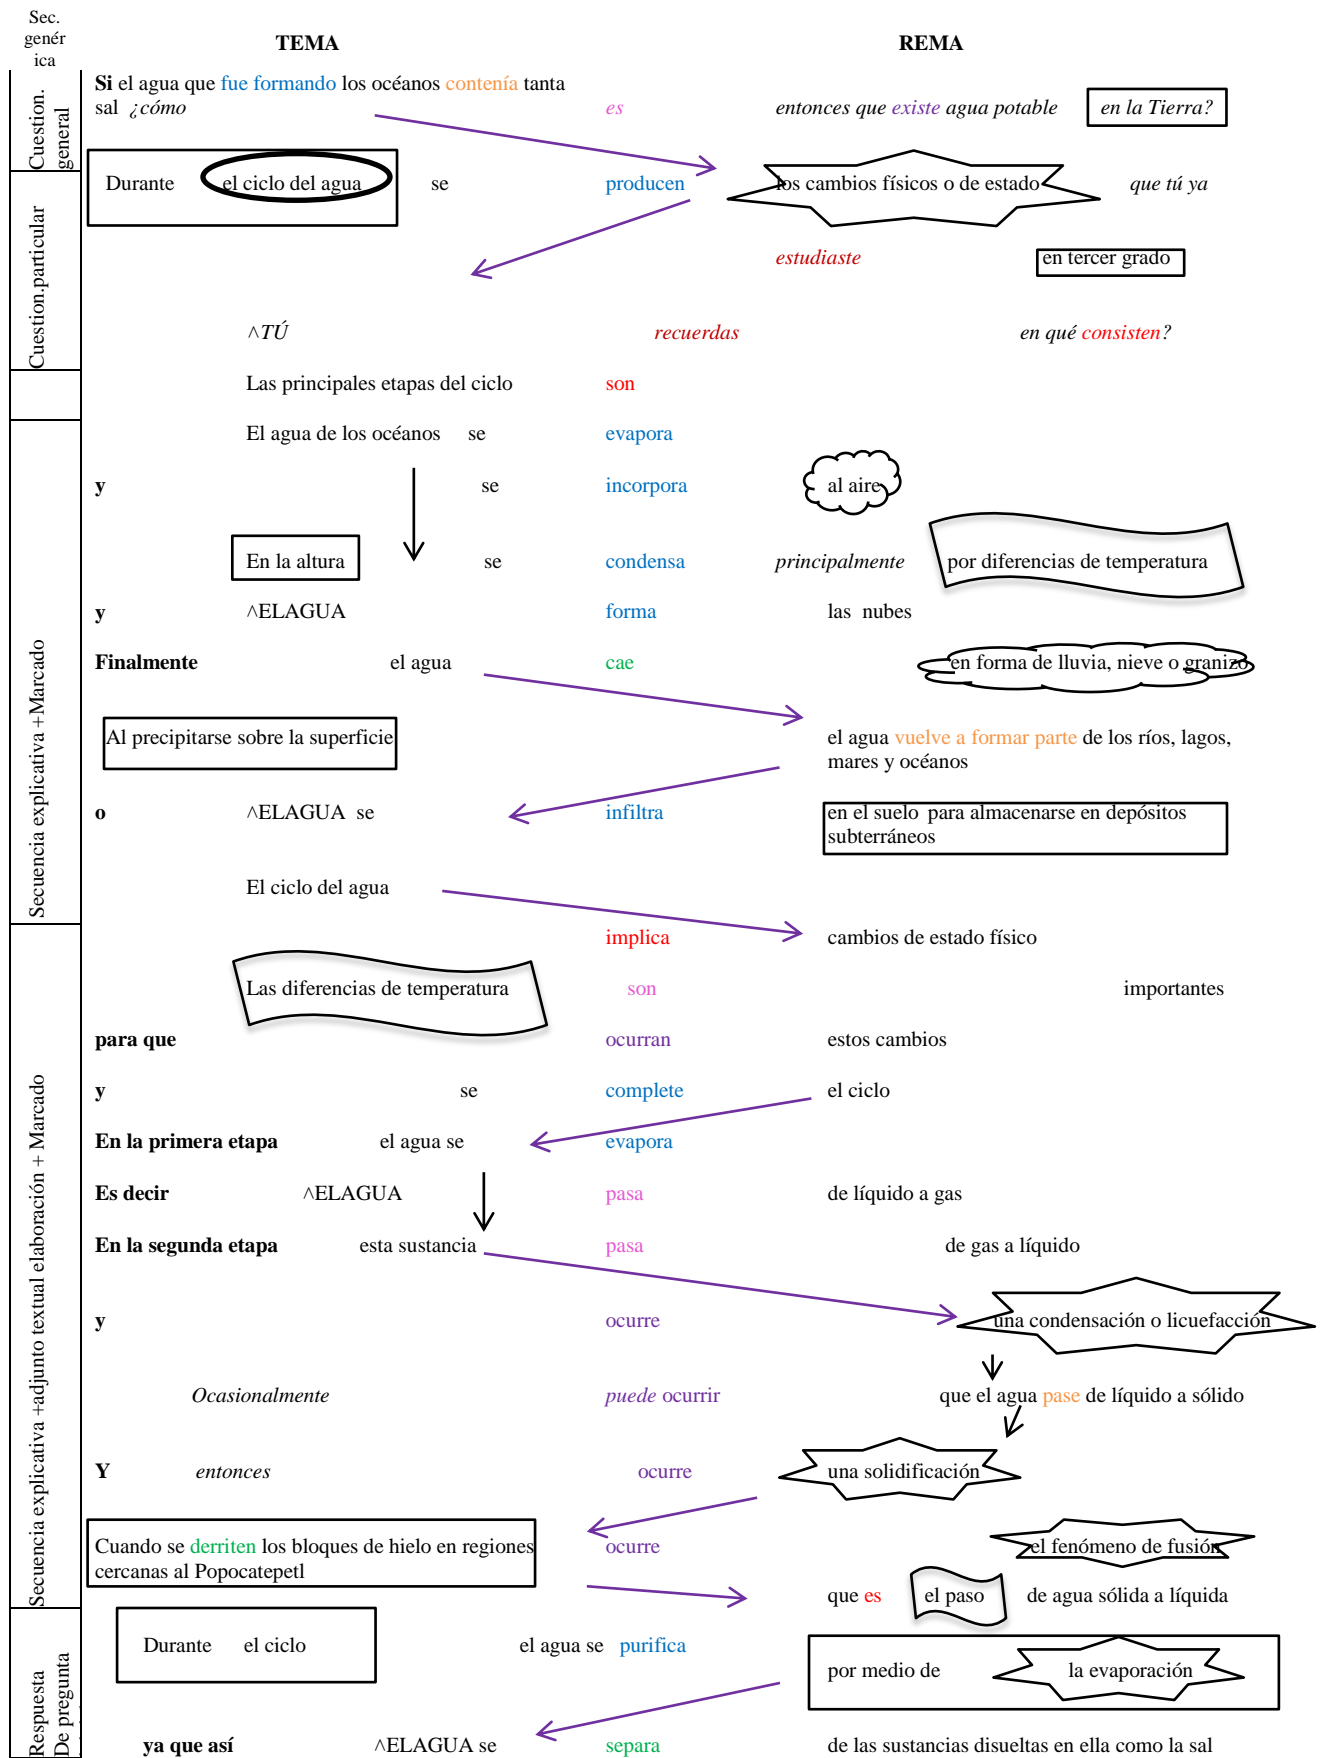 Sec.
genér
ica
TEMA REMA
Cuestion.
general
Si el agua que fue formando los océanos contenía tanta
sal ¿cómo es entonces que existe agua potable en la Tierra?
Cuestion.particular
Durante el ciclo del agua se producen los cambios físicos o de estado que tú ya
estudiaste en tercer grado
^TÚ recuerdas en qué consisten?
Las principales etapas del ciclo son
Secuencia explicativa +Marcado
El agua de los océanos se evapora
y se incorpora al aire
En la altura se condensa principalmente por diferencias de temperatura
y ^ELAGUA forma las nubes
Finalmente el agua cae en forma de lluvia, nieve o granizo
Al precipitarse sobre la superficie el agua vuelve a formar parte de los ríos, lagos,
mares y océanos
o ^ELAGUA se infiltra en el suelo para almacenarse en depósitos
subterráneos
El ciclo del agua
Secuencia explicativa +adjunto textual elaboración + Marcado
implica cambios de estado físico
Las diferencias de temperatura son importantes
para que ocurran estos cambios
y se complete el ciclo
En la primera etapa el agua se evapora
Es decir ^ELAGUA pasa de líquido a gas
En la segunda etapa esta sustancia pasa de gas a líquido
y ocurre una condensación o licuefacción
Ocasionalmente puede ocurrir que el agua pase de líquido a sólido
Y entonces ocurre una solidificación
Cuando se derriten los bloques de hielo en regiones ocurre el fenómeno de fusión
cercanas al Popocatepetl
que es el paso de agua sólida a líquida
Respuesta
De pregunta
Durante el ciclo el agua se purifica por medio de la evaporación
ya que así ^ELAGUA se separa de las sustancias disueltas en ella como la sal